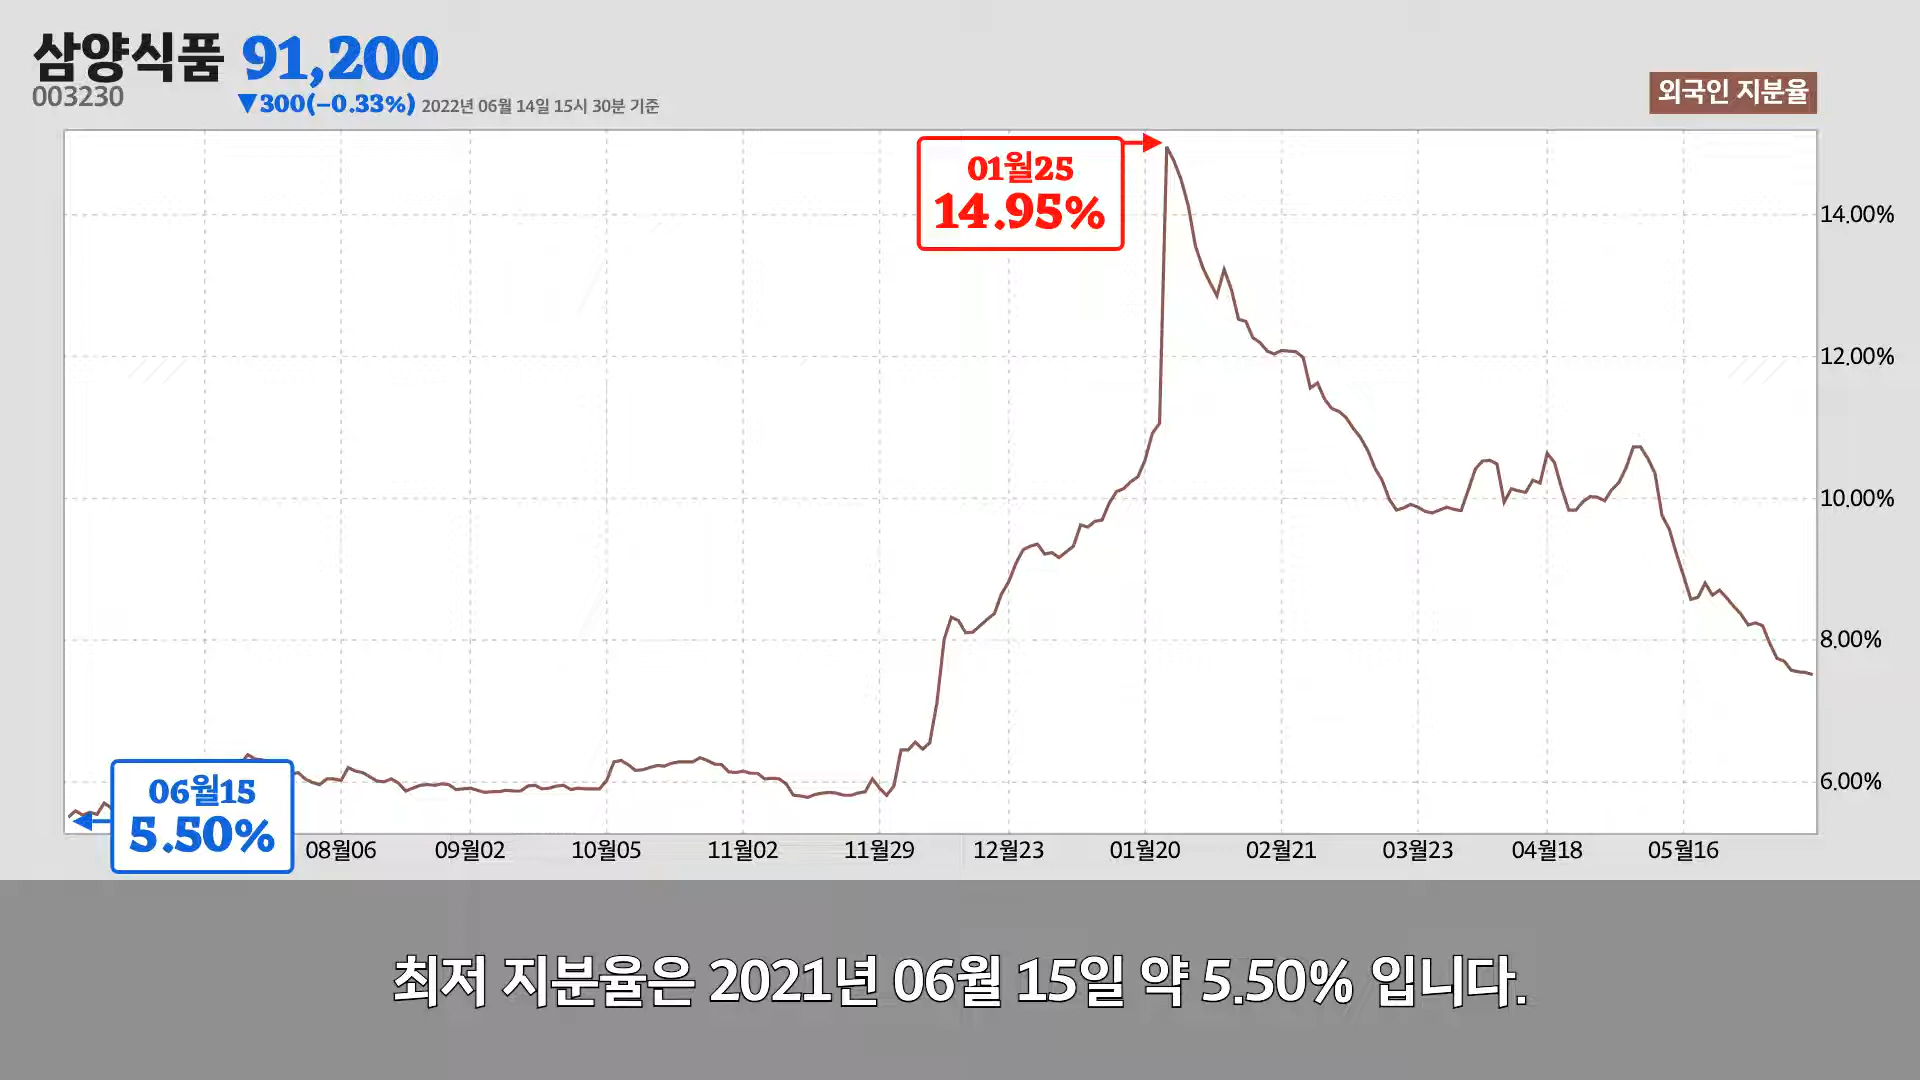 삼양식품 91,200
003230
▼300(-0.33%) 2022년 06월 14일 15시 30분 기준
외국인 지분율
01월25
14.95%
14.00%
12.00%
10.00%
8.00%
6.00%
06월15
5.50%
08월06 09월02 10월05 11월02 11월29 12월23 01월20 02월21 03월23 04월18 05월16
최저 지분율은 2021년 06월 15일 약 5.50% 입니다.